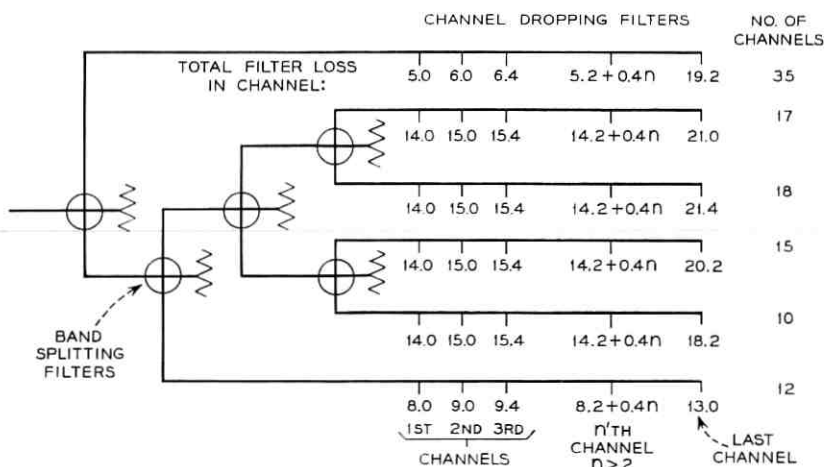 CHANNEL DROPPING FILTERS
NO. OF
CHANNELS
TOTAL FILTER LOSS
IN CHANNEL:
5.0 6.0 6.4 5.2+0.4n 19.2 35
17
14.0 15.0 15.4 14.2+0.4n 21.0
18
14.0 15.0 15.4 14.2+0.4n 21.4
15
14.0 15.0 15.4 14.2+0.4n 20.2
10
14.0 15.0 15.4 14.2+0.4n 18.2
12
8.0 9.0 9.4 8.2+0.4n 13.0
BAND
SPLITTING
FILTERS
1ST 2ND 3RD
CHANNELS
n'TH
CHANNEL
n>2
LAST
CHANNEL